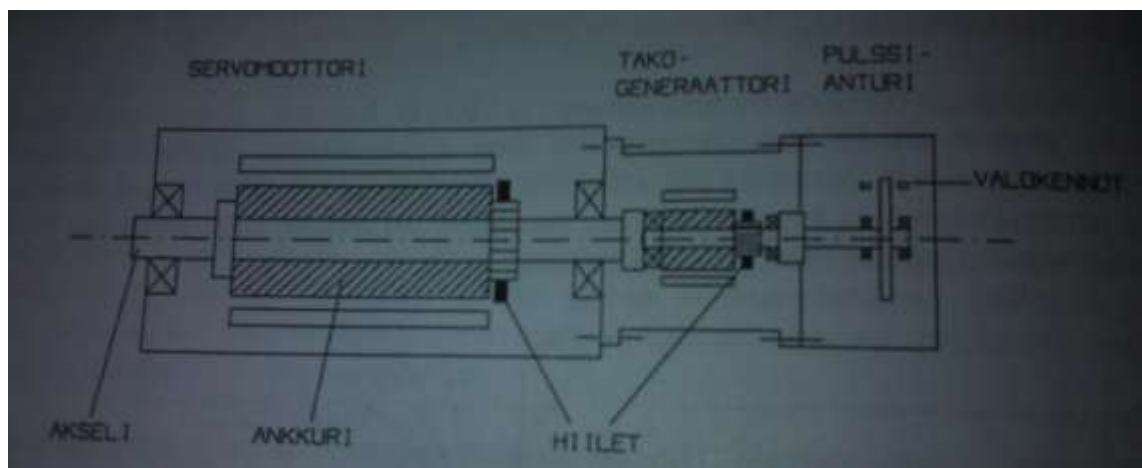 SERVOMOOTTORI
TAKO-
GENERAATTORI
PULSSI-
ANTURI
VALOKENNOT
AKSELI
ANKKURI
HIILET